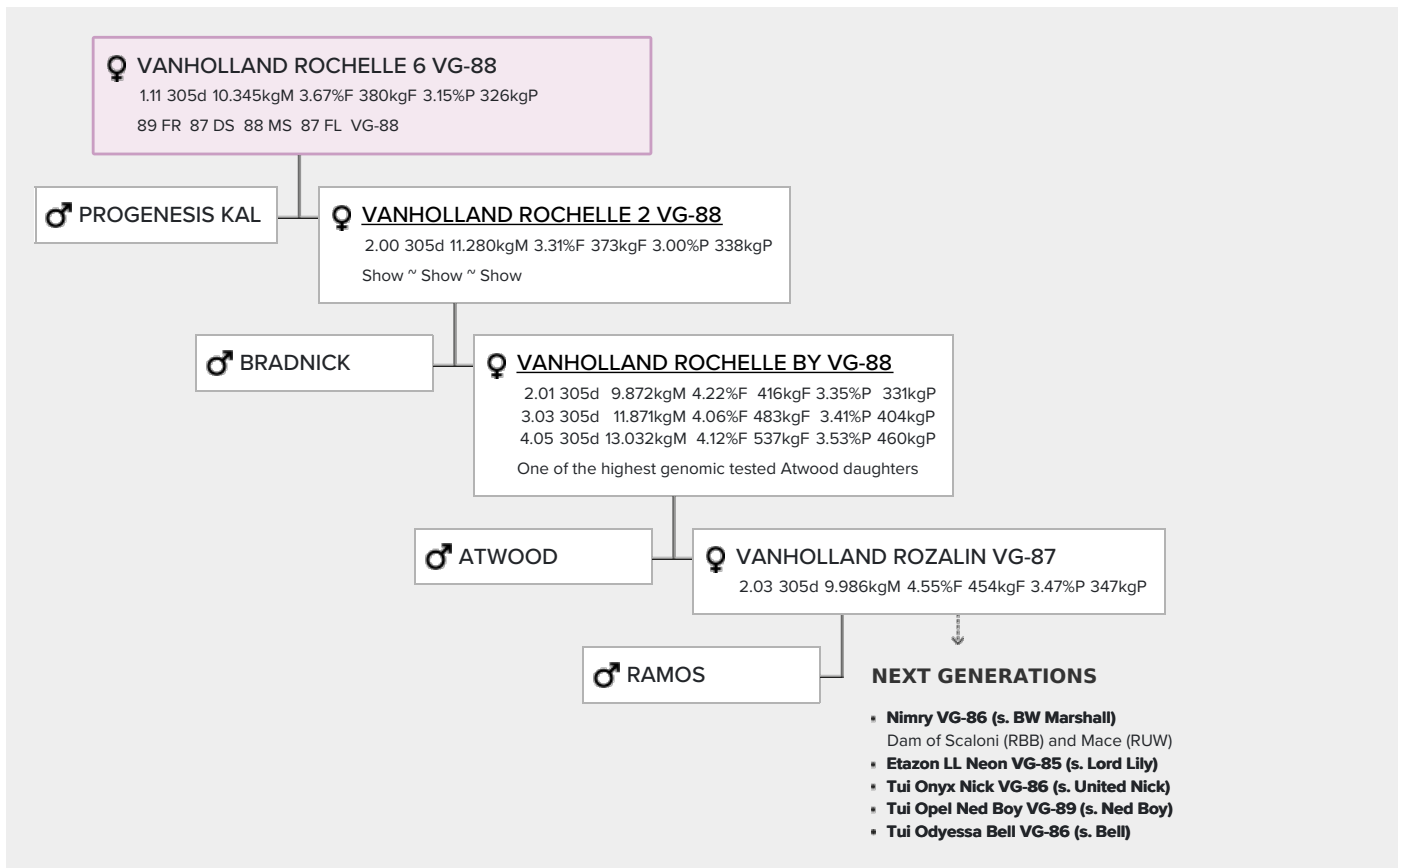 VANHOLLAND ROCHELLE 6 VG-88
1.11 305d 10.345kgM 3.67%F 380kgF 3.15%P 326kgP
89 FR 87 DS 88 MS 87 FL VG-88
PROGENESIS KAL
VANHOLLAND ROCHELLE 2 VG-88
2.00 305d 11.280kgM 3.31%F 373kgF 3.00%P 338kgP
Show ~ Show ~ Show
BRADNICK
VANHOLLAND ROCHELLE BY VG-88
2.01 305d 9.872kgM 4.22%F 416kgF 3.35%P 331kgP
3.03 305d 11.871kgM 4.06%F 483kgF 3.41%P 404kgP
4.05 305d 13.032kgM 4.12%F 537kgF 3.53%P 460kgP
One of the highest genomic tested Atwood daughters
ATWOOD
VANHOLLAND ROZALIN VG-87
2.03 305d 9.986kgM 4.55%F 454kgF 3.47%P 347kgP
RAMOS
NEXT GENERATIONS
Nimry VG-86 (s. BW Marshall)
Dam of Scaloni (RBB) and Mace (RUW)
Etazon LL Neon VG-85 (s. Lord Lily)
Tui Onyx Nick VG-86 (s. United Nick)
Tui Opel Ned Boy VG-89 (s. Ned Boy)
Tui Odyessa Bell VG-86 (s. Bell)